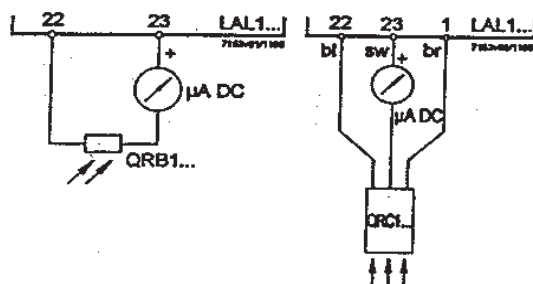 22 23 LAL1...
+
µA DC
QRB1...
22 23 1 LAL1...
bl sw br
+
µA DC
QRC1...